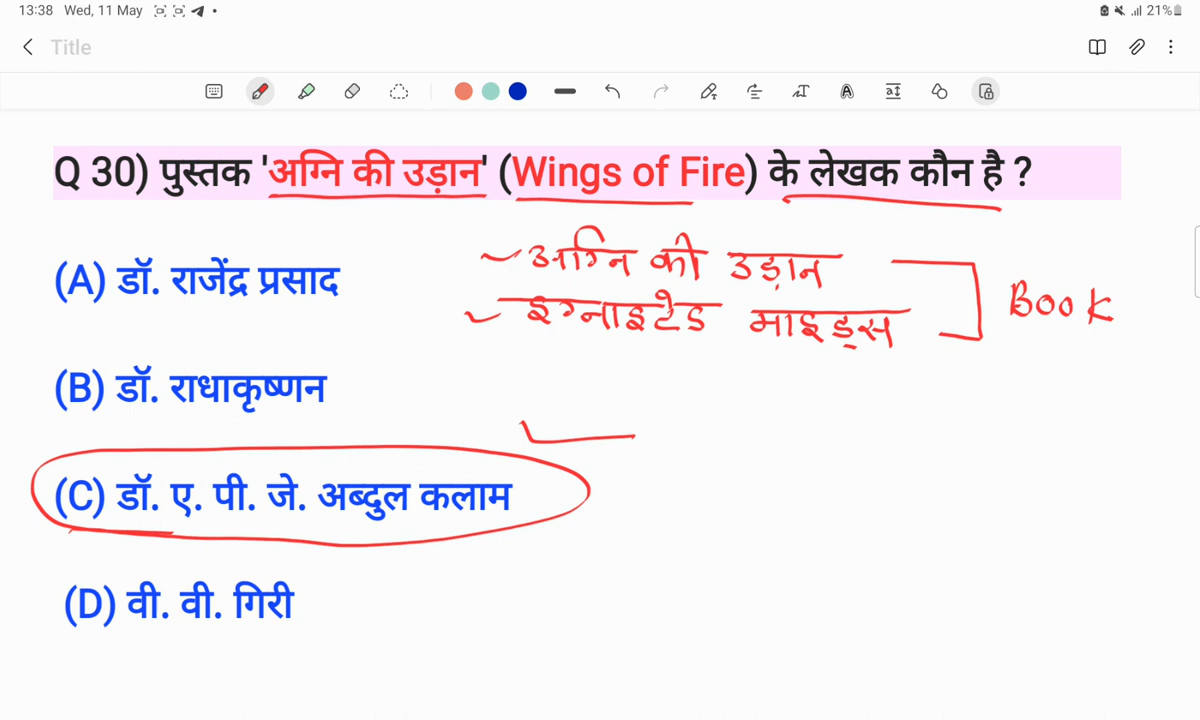 13:38 Wed, 11 May 21%
Title
Q 30) पुस्तक 'अग्नि की उड़ान' (Wings of Fire) के लेखक कौन है ?
अग्नि की उड़ान
इग्नाइटेड माइंड्स
Book
(A) डॉ. राजेंद्र प्रसाद
(B) डॉ. राधाकृष्णन
(C) डॉ. ए. पी. जे. अब्दुल कलाम
(D) वी. वी. गिरी